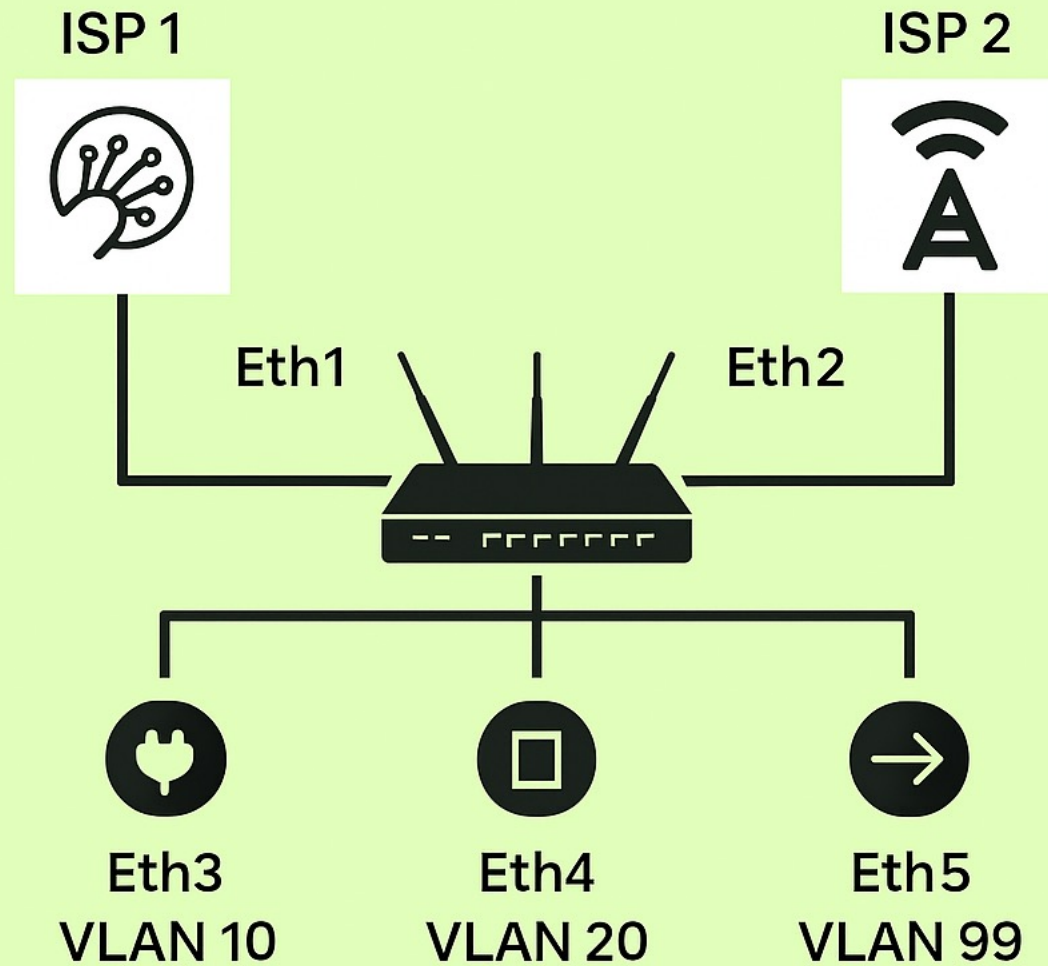 ISP 1
ISP 2
Eth1
Eth2
Eth3
VLAN 10
Eth4
VLAN 20
Eth5
VLAN 99